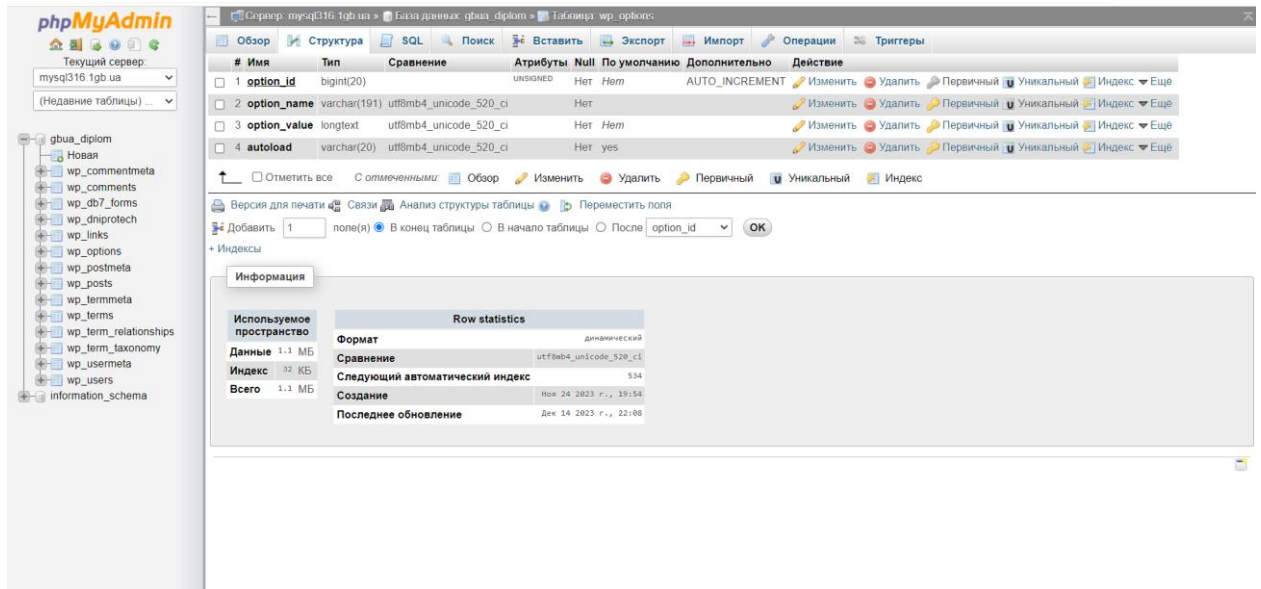 phpMyAdmin
Текущий сервер:
mysql316.1gb.ua
(Недавние таблицы) ...
gbua_diplom
Новая
wp_commentmeta
wp_comments
wp_db7_forms
wp_dniprotech
wp_links
wp_options
wp_postmeta
wp_posts
wp_termmeta
wp_terms
wp_term_relationships
wp_term_taxonomy
wp_usermeta
wp_users
information_schema
Сервер: mysql316.1gb.ua » База данных: gbua_diplom » Таблица: wp_options
Обзор Структура SQL Поиск Вставить Экспорт Импорт Операции Триггеры
# Имя Тип Сравнение Атрибуты Null По умолчанию Дополнительно Действие
1 option_id bigint(20) UNSIGNED Нет Нет AUTO_INCREMENT Изменить Удалить Первичный Уникальный Индекс Ещё
2 option_name varchar(191) utf8mb4_unicode_520_ci Нет Изменить Удалить Первичный Уникальный Индекс Ещё
3 option_value longtext utf8mb4_unicode_520_ci Нет Нет Изменить Удалить Первичный Уникальный Индекс Ещё
4 autoload varchar(20) utf8mb4_unicode_520_ci Нет yes Изменить Удалить Первичный Уникальный Индекс Ещё
Отметить все С отмеченными: Обзор Изменить Удалить Первичный Уникальный Индекс
Версия для печати Связи Анализ структуры таблицы Переместить поля
Добавить 1 поле(я) В конец таблицы В начало таблицы После option_id OK
+ Индексы
Информация
Используемое пространство
Данные 1.1 МБ
Индекс 32 КБ
Всего 1.1 МБ
Row statistics
Формат динамический
Сравнение utf8mb4_unicode_520_ci
Следующий автоматический индекс 534
Создание Ноя 24 2023 г., 19:54
Последнее обновление Дек 14 2023 г., 22:08